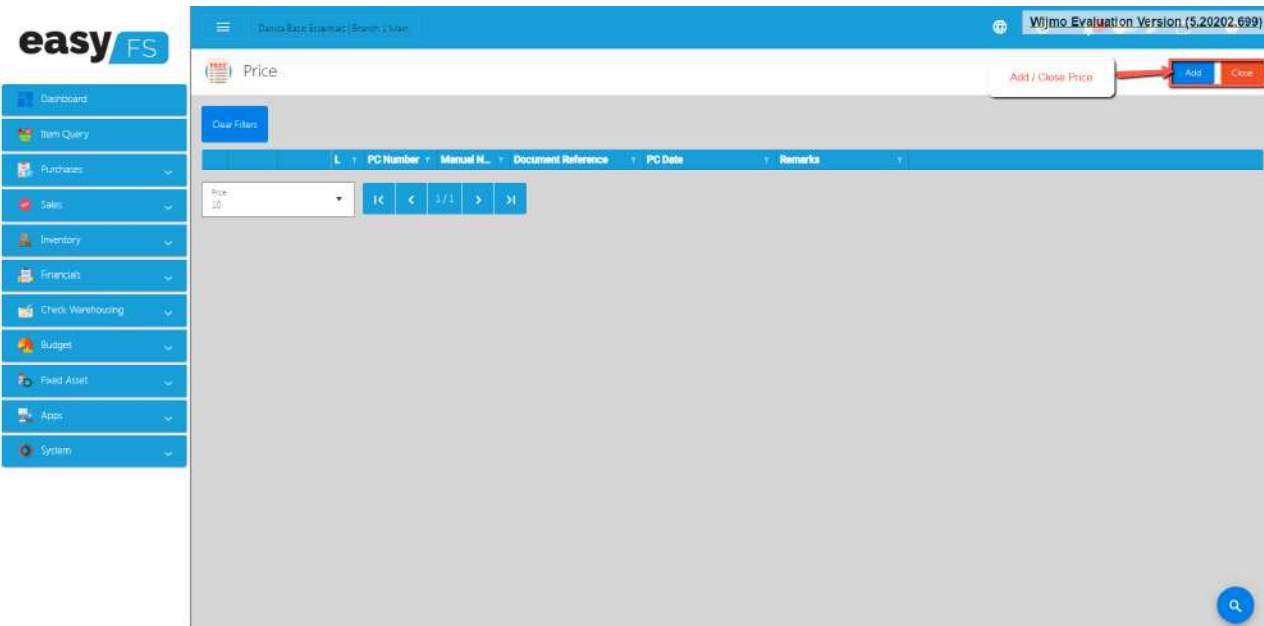 easy FS
Wijmo Evaluation Version (5.20202.699)
Price
Add / Close Price
Add
Close
Dashboard
Item Query
Purchases
Sales
Inventory
Financials
Check Warehousing
Budget
Fixed Asset
Apps
System
Clear Filters
L PC Number Manual N... Document Reference PC Date Remarks
Price
10
1/1